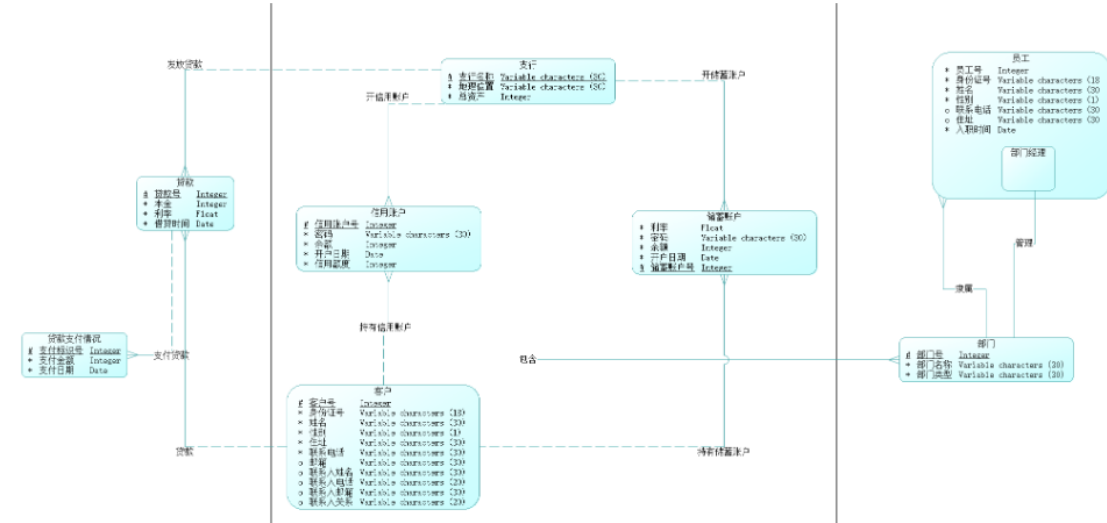 发放贷款
支行
# 支行名称 Variable characters (30)
* 地理位置 Variable characters (30)
* 总资产 Integer
开信用账户
开储蓄账户
员工
* 员工号 Integer
* 身份证号 Variable characters (18
* 姓名 Variable characters (30
* 性别 Variable characters (1)
o 联系电话 Variable characters (30
o 住址 Variable characters (30
* 入职时间 Date
部门经理
贷款
# 贷款号 Integer
* 本金 Integer
* 利率 Float
* 借贷时间 Date
信用账户
# 信用账户号 Integer
* 密码 Variable characters (30)
* 余额 Integer
* 开户日期 Date
* 信用额度 Integer
储蓄账户
* 利率 Float
* 密码 Variable characters (30)
* 余额 Integer
* 开户日期 Date
# 储蓄账户号 Integer
管理
隶属
持有信用账户
贷款支付情况
# 支付标识号 Integer
* 支付金额 Integer
* 支付日期 Date
支付贷款
包含
部门
# 部门号 Integer
* 部门名称 Variable characters (30)
* 部门类型 Variable characters (30)
客户
# 客户号 Integer
* 身份证号 Variable characters (18)
* 姓名 Variable characters (30)
* 性别 Variable characters (1)
* 住址 Variable characters (30)
* 联系电话 Variable characters (30)
o 邮箱 Variable characters (30)
o 联系人姓名 Variable characters (30)
o 联系人电话 Variable characters (20)
o 联系人邮箱 Variable characters (30)
o 联系人关系 Variable characters (20)
贷款
持有储蓄账户